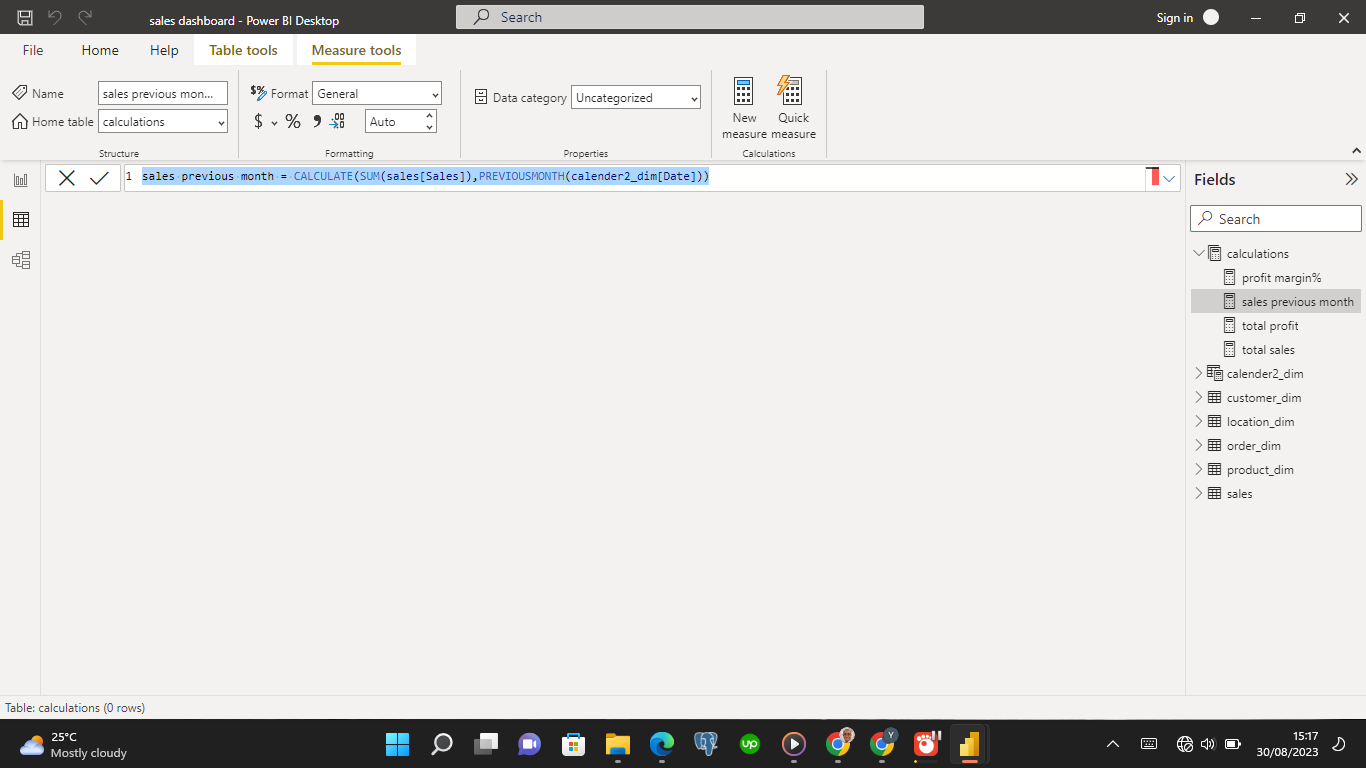 sales dashboard - Power BI Desktop
Search
Sign in
File
Home
Help
Table tools
Measure tools
Name
sales previous mon...
Home table
calculations
Structure
$% Format
General
$ % 9
Auto
Formatting
Data category
Uncategorized
Properties
New measure
Quick measure
Calculations
1 sales previous month = CALCULATE(SUM(sales[Sales]),PREVIOUSMONTH(calender2_dim[Date]))
Fields
Search
calculations
profit margin%
sales previous month
total profit
total sales
calender2_dim
customer_dim
location_dim
order_dim
product_dim
sales
Table: calculations (0 rows)
25°C
Mostly cloudy
up
Y
15:17
30/08/2023